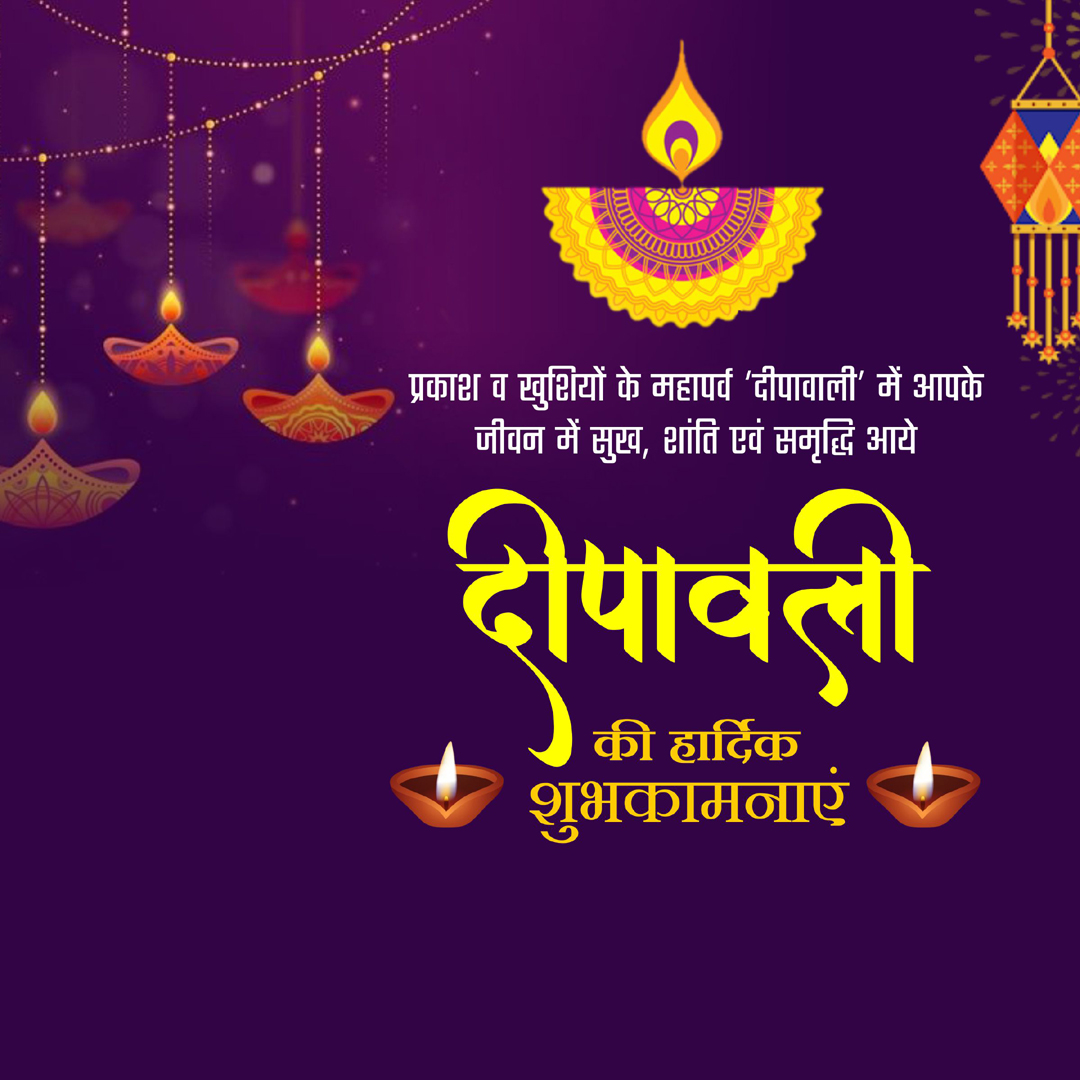 प्रकाश व खुशियों के महापर्व 'दीपावाली' में आपके
जीवन में सुख, शांति एवं समृद्धि आये
दीपावली
की हार्दिक
शुभकामनाएं